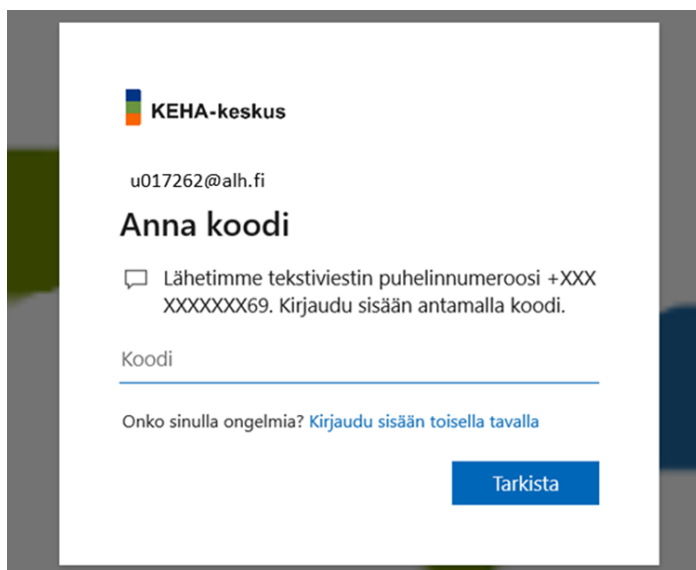 KEHA-keskus
u017262@alh.fi
Anna koodi
Lähetimme tekstiviestin puhelinnumeroosi +XXX
XXXXXXX69. Kirjaudu sisään antamalla koodi.
Koodi
Onko sinulla ongelmia? Kirjaudu sisään toisella tavalla
Tarkista